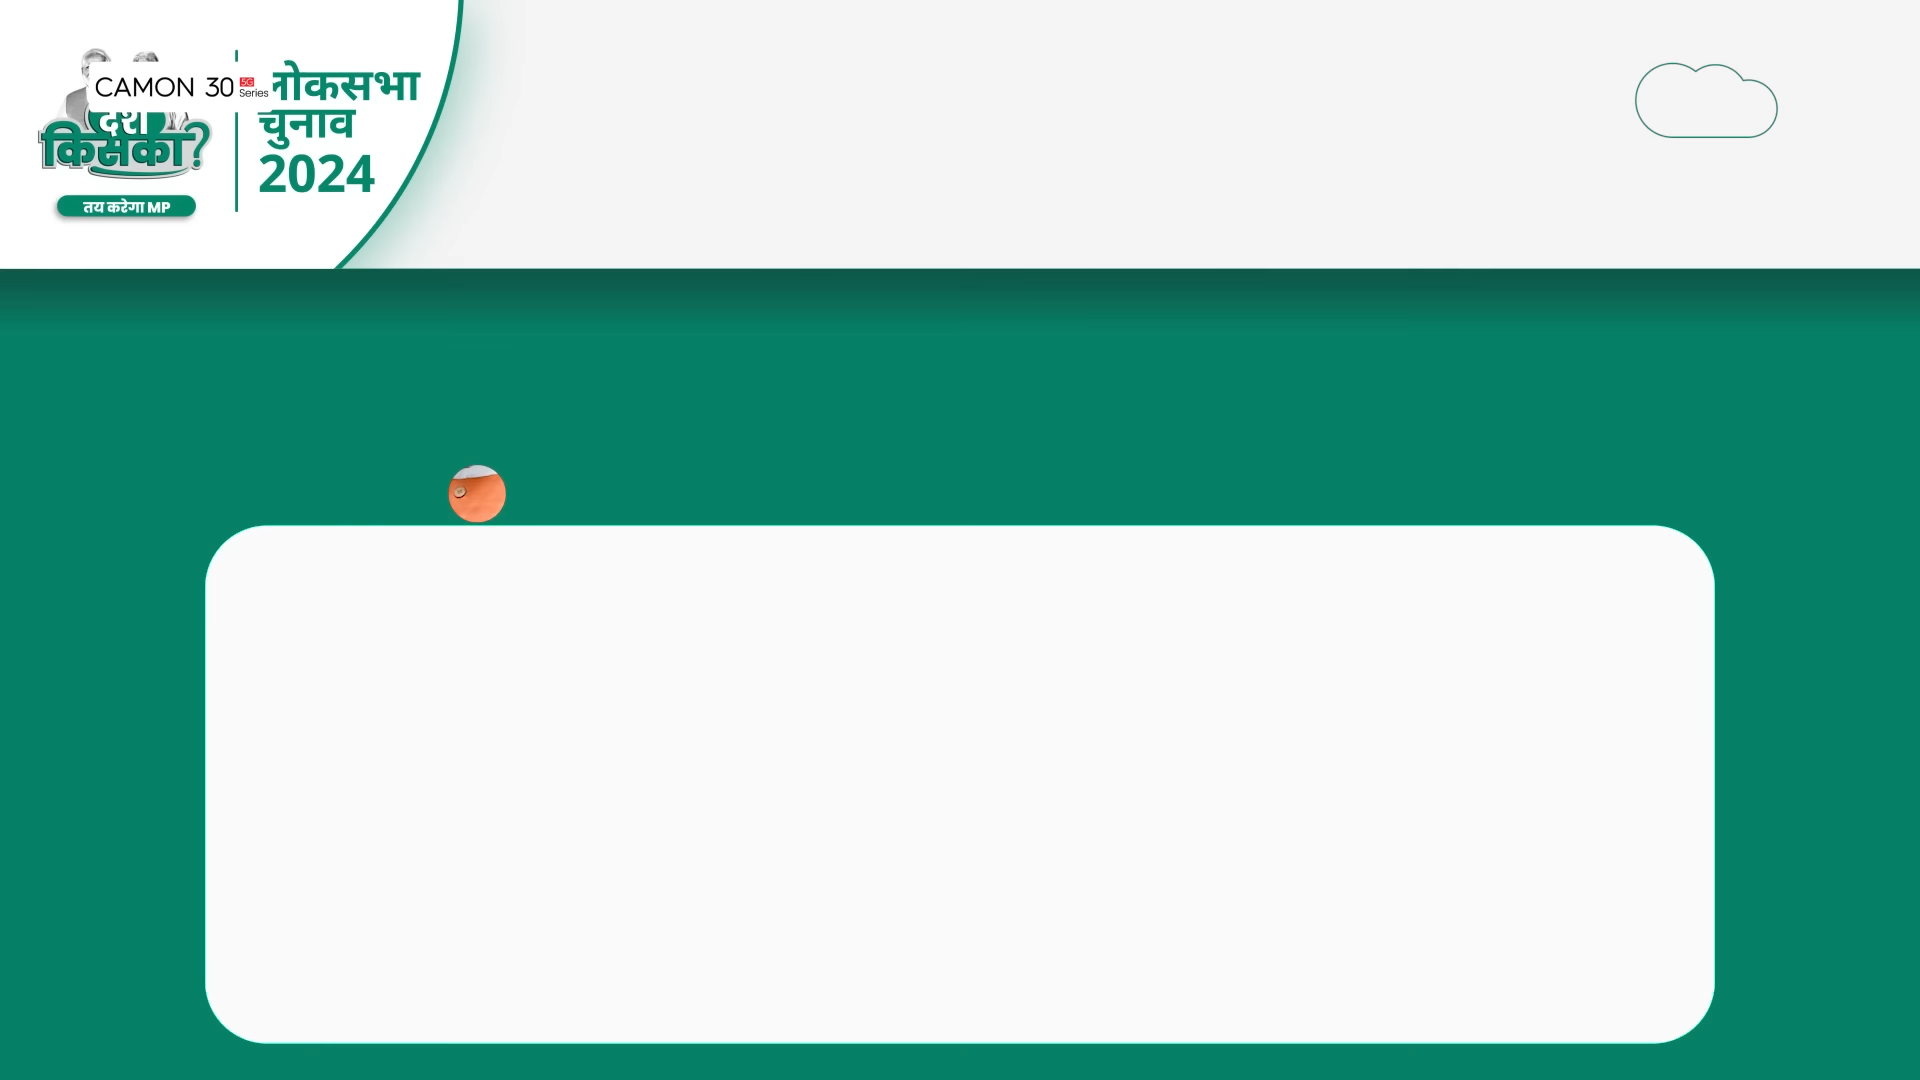 CAMON 30 5G Series
देश
किसका?
तय करेगा MP
लोकसभा
चुनाव
2024